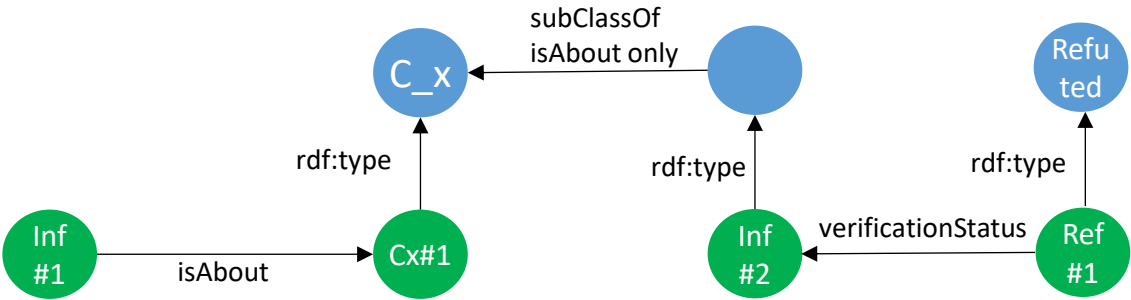 subClassOf
isAbout only
C_x
Refu
ted
rdf:type
rdf:type
rdf:type
Inf
#1
isAbout
Cx#1
Inf
#2
verificationStatus
Ref
#1